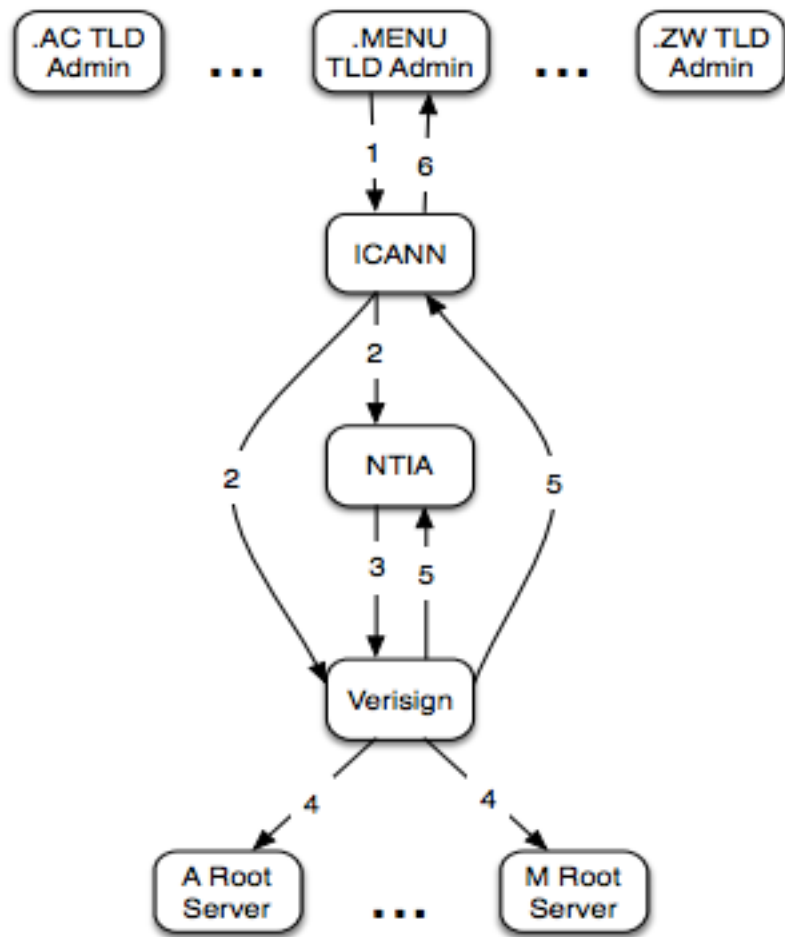 .AC TLD
Admin
...
.MENU
TLD Admin
...
.ZW TLD
Admin
1
6
ICANN
2
2
NTIA
5
3
5
Verisign
4
4
A Root
Server
...
M Root
Server